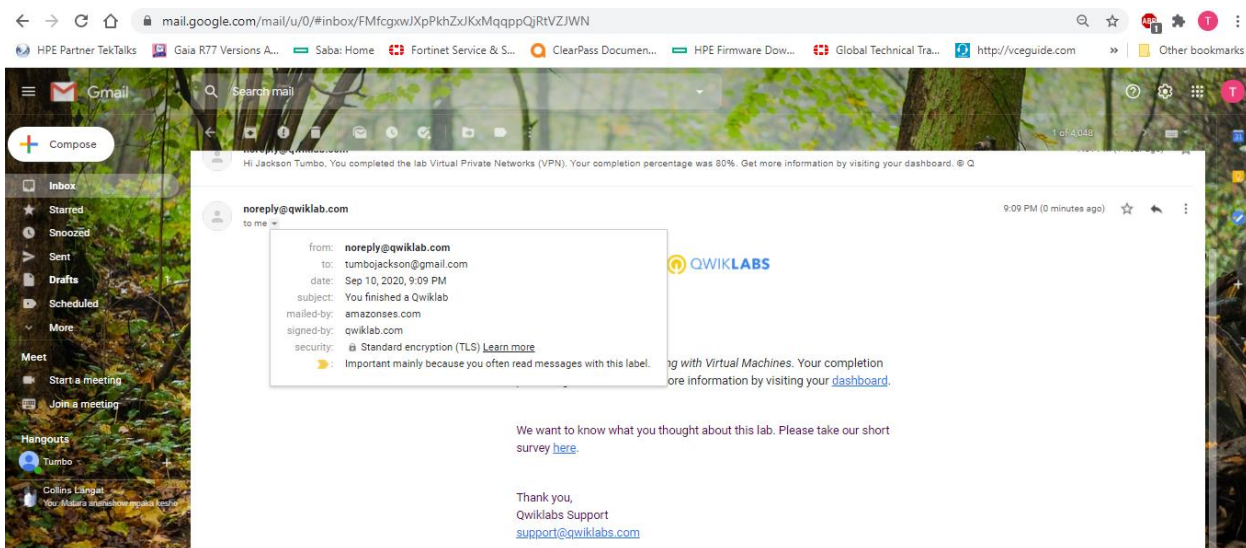 mail.google.com/mail/u/0/#inbox/FMfcgxwJXpPkhZxJKxMqqppQjRtVZJWN
HPE Partner TekTalks Gaia R77 Versions A... Saba: Home Fortinet Service & S... ClearPass Documen... HPE Firmware Dow... Global Technical Tra... http://vceguide.com » Other bookmarks
Gmail Search mail T
Compose 1 of 4,048
Hi Jackson Tumbo, You completed the lab Virtual Private Networks (VPN). Your completion percentage was 80%. Get more information by visiting your dashboard. © Q
Inbox
Starred
Snoozed
Sent
Drafts 1
Scheduled
More
Meet
Start a meeting
Join a meeting
Hangouts
Tumbo
Collins Langat
You: Matara ananishow mpaka kesho
noreply@qwiklab.com 9:09 PM (0 minutes ago)
to me
from: noreply@qwiklab.com
to: tumbojackson@gmail.com
date: Sep 10, 2020, 9:09 PM
subject: You finished a Qwiklab
mailed-by: amazonses.com
signed-by: qwiklab.com
security: Standard encryption (TLS) Learn more
: Important mainly because you often read messages with this label.
QWIKLABS
with Virtual Machines. Your completion
information by visiting your dashboard.
We want to know what you thought about this lab. Please take our short
survey here.
Thank you,
Qwiklabs Support
support@qwiklabs.com